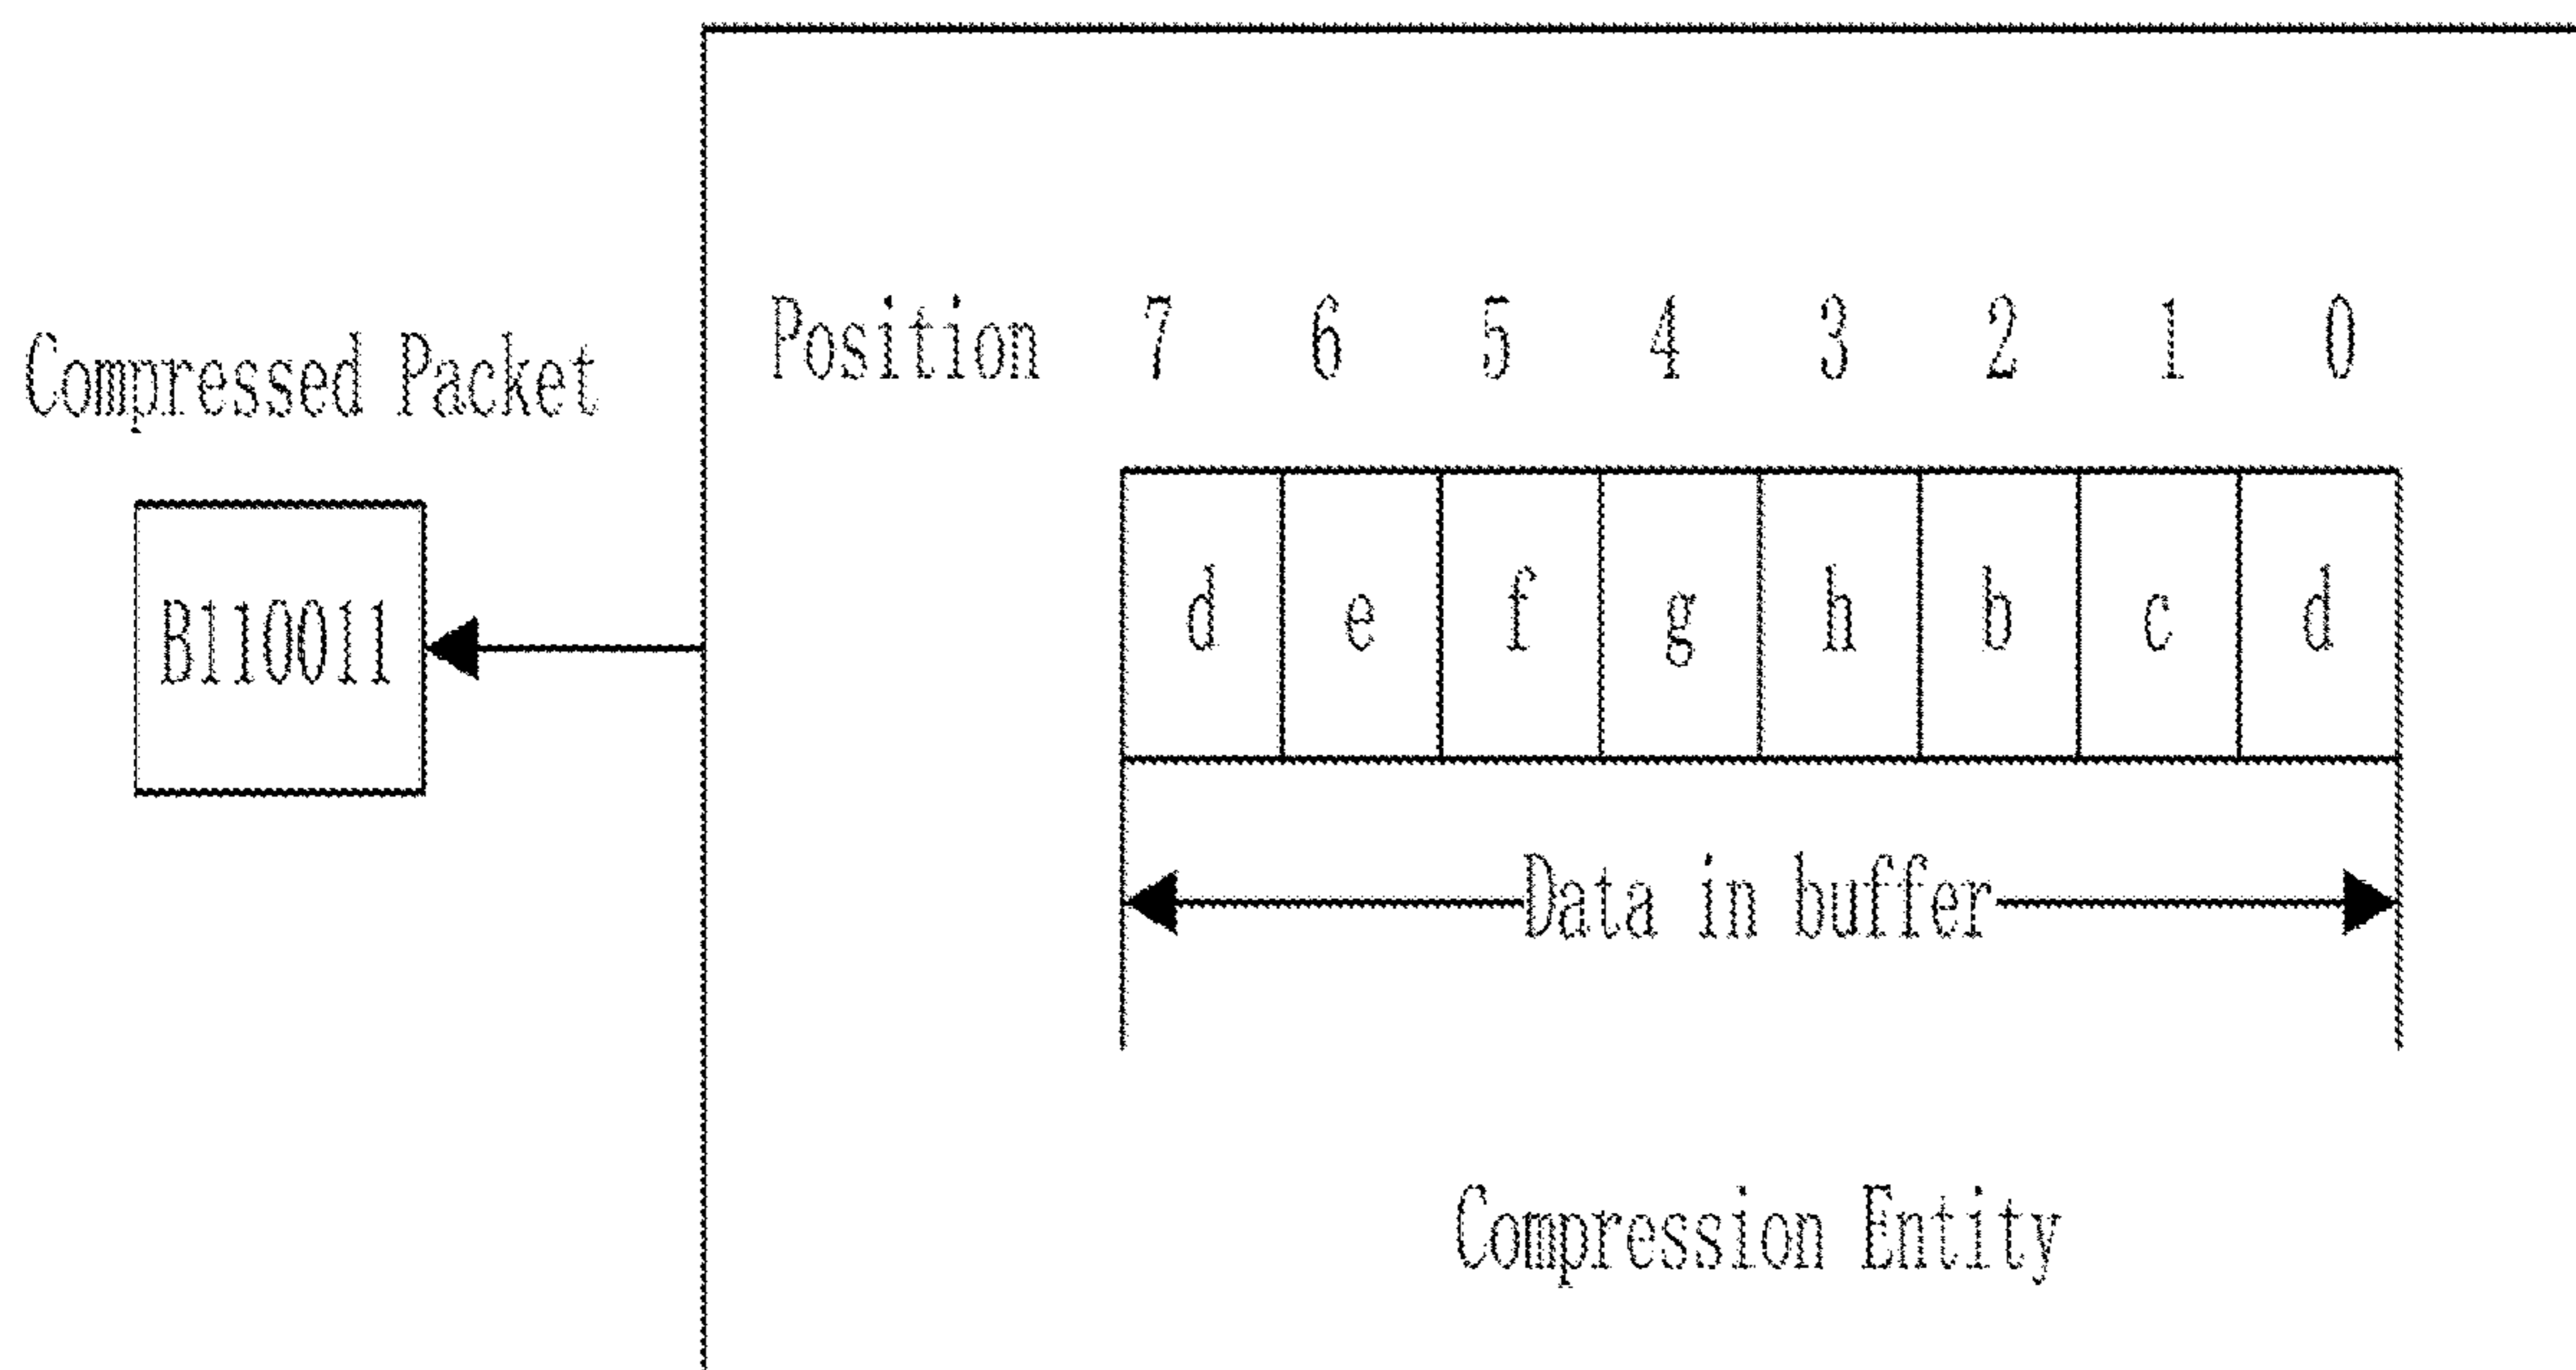 Compressed Packet
B110011
Position 7 6 5 4 3 2 1 0
d e f g h b c d
Data in buffer
Compression Entity